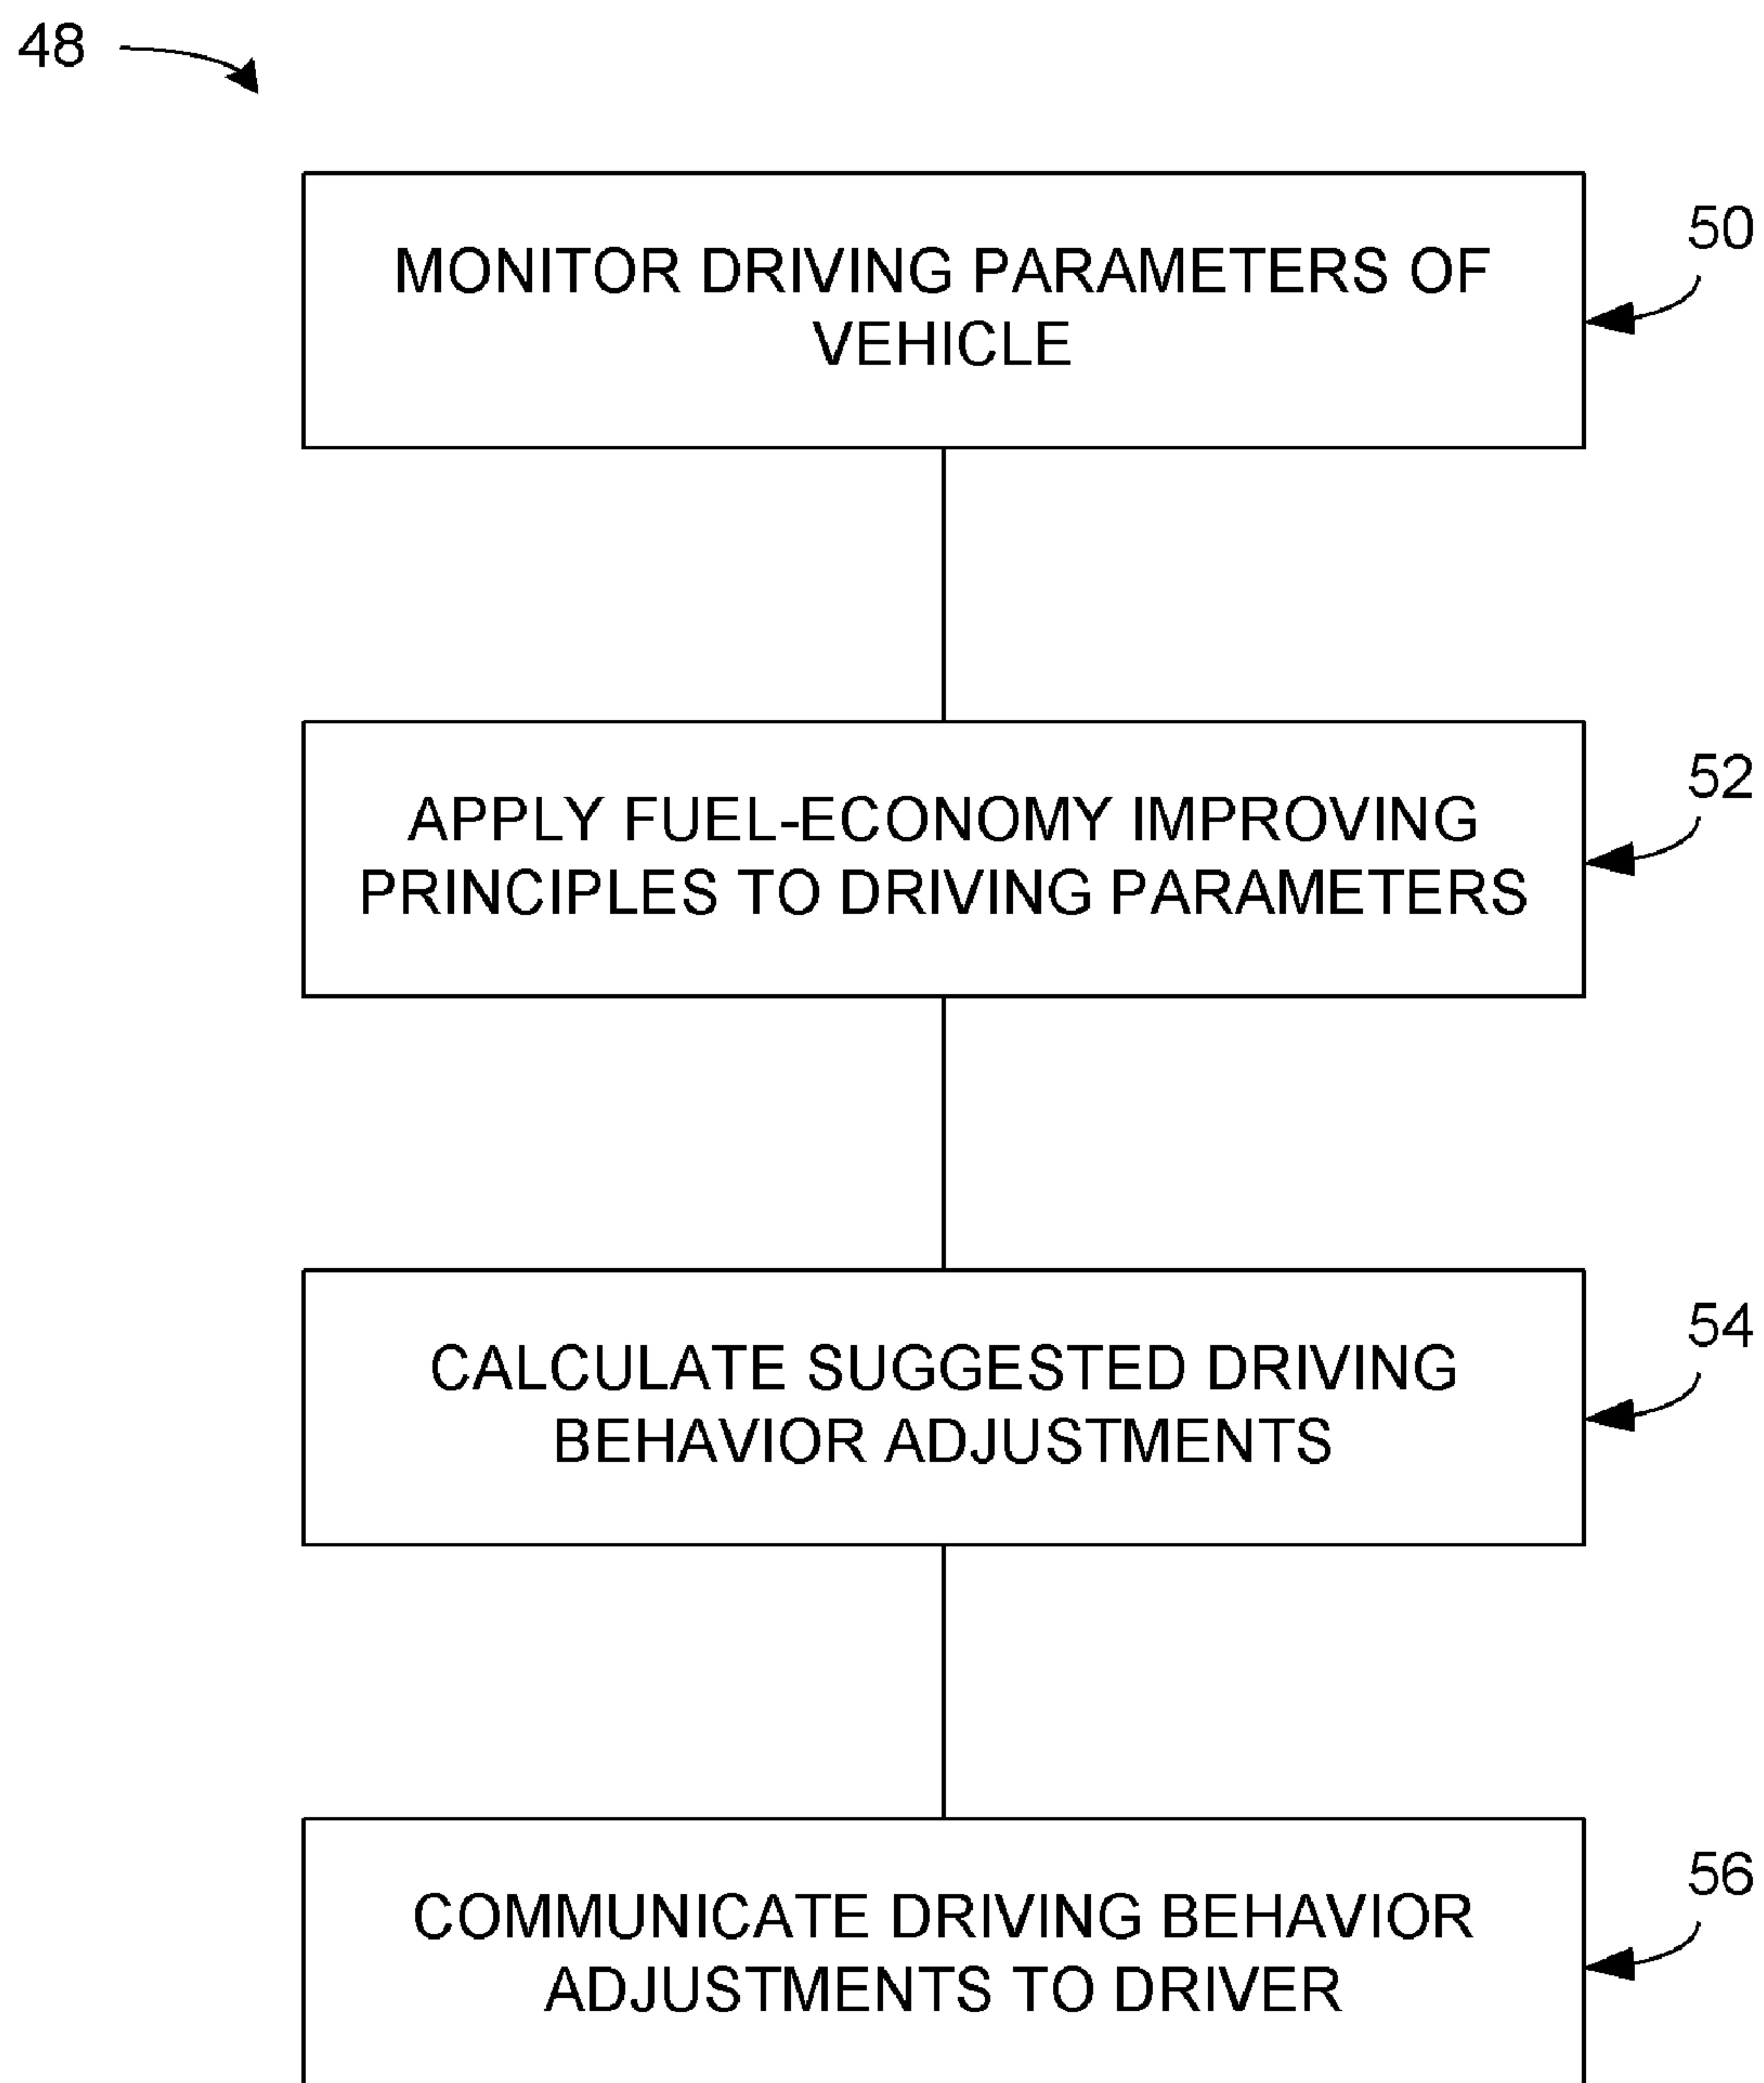 48
MONITOR DRIVING PARAMETERS OF
VEHICLE
50
APPLY FUEL-ECONOMY IMPROVING
PRINCIPLES TO DRIVING PARAMETERS
52
CALCULATE SUGGESTED DRIVING
BEHAVIOR ADJUSTMENTS
54
COMMUNICATE DRIVING BEHAVIOR
ADJUSTMENTS TO DRIVER
56